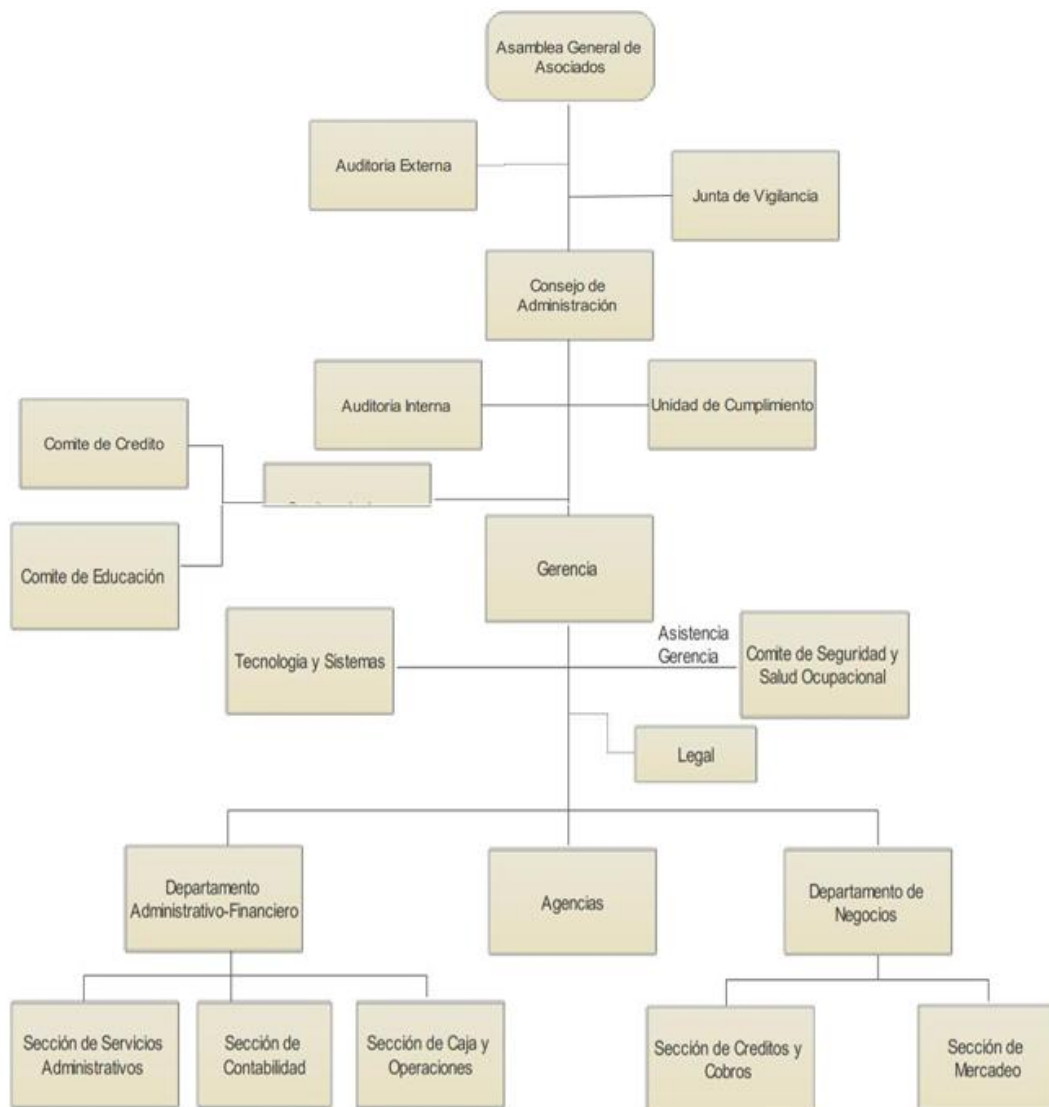 Asamblea General de
Asociados
Auditoria Externa
Junta de Vigilancia
Consejo de
Administración
Auditoria Interna
Unidad de Cumplimiento
Comite de Credito
Comite de Educación
Gerencia
Tecnologia y Sistemas
Asistencia
Gerencia
Comite de Seguridad y
Salud Ocupacional
Legal
Departamento
Administrativo-Financiero
Agencias
Departamento de
Negocios
Sección de Servicios
Administrativos
Sección de
Contabilidad
Sección de Caja y
Operaciones
Sección de Creditos y
Cobros
Sección de
Mercadeo